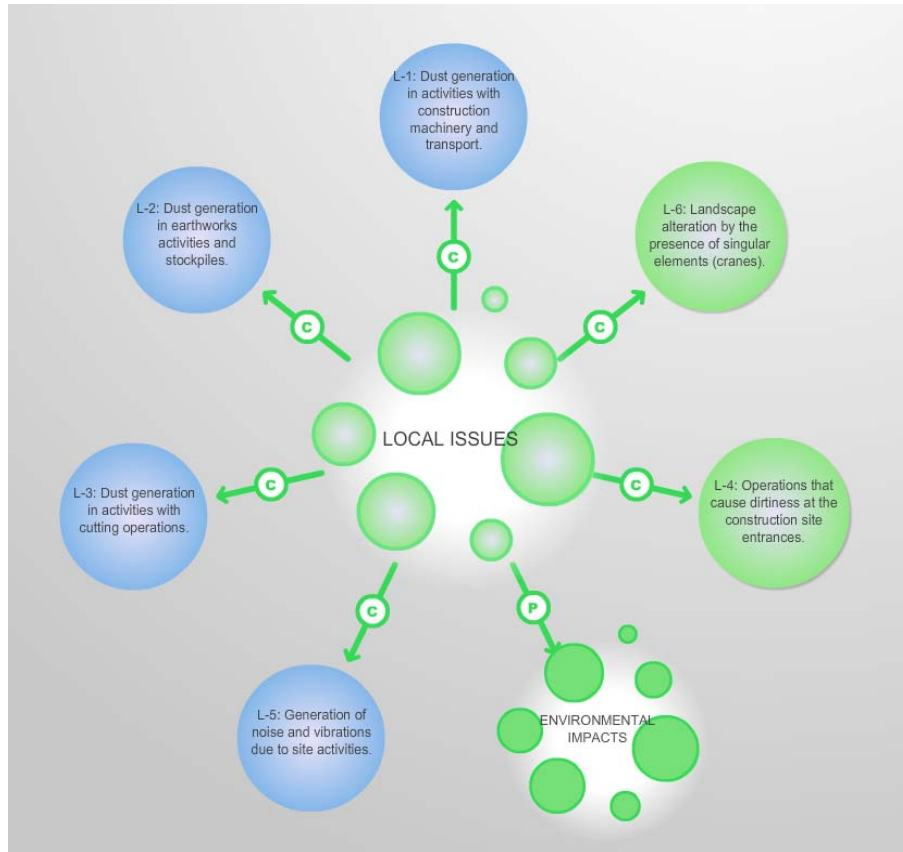 L-1: Dust generation
in activities with
construction
machinery and
transport.
L-2: Dust generation
in earthworks
activities and
stockpiles.
L-6: Landscape
alteration by the
presence of singular
elements (cranes).
C
C
C
LOCAL ISSUES
L-3: Dust generation
in activities with
cutting operations.
C
C
L-4: Operations that
cause dirtiness at the
construction site
entrances.
C
P
L-5: Generation of
noise and vibrations
due to site activities.
ENVIRONMENTAL
IMPACTS